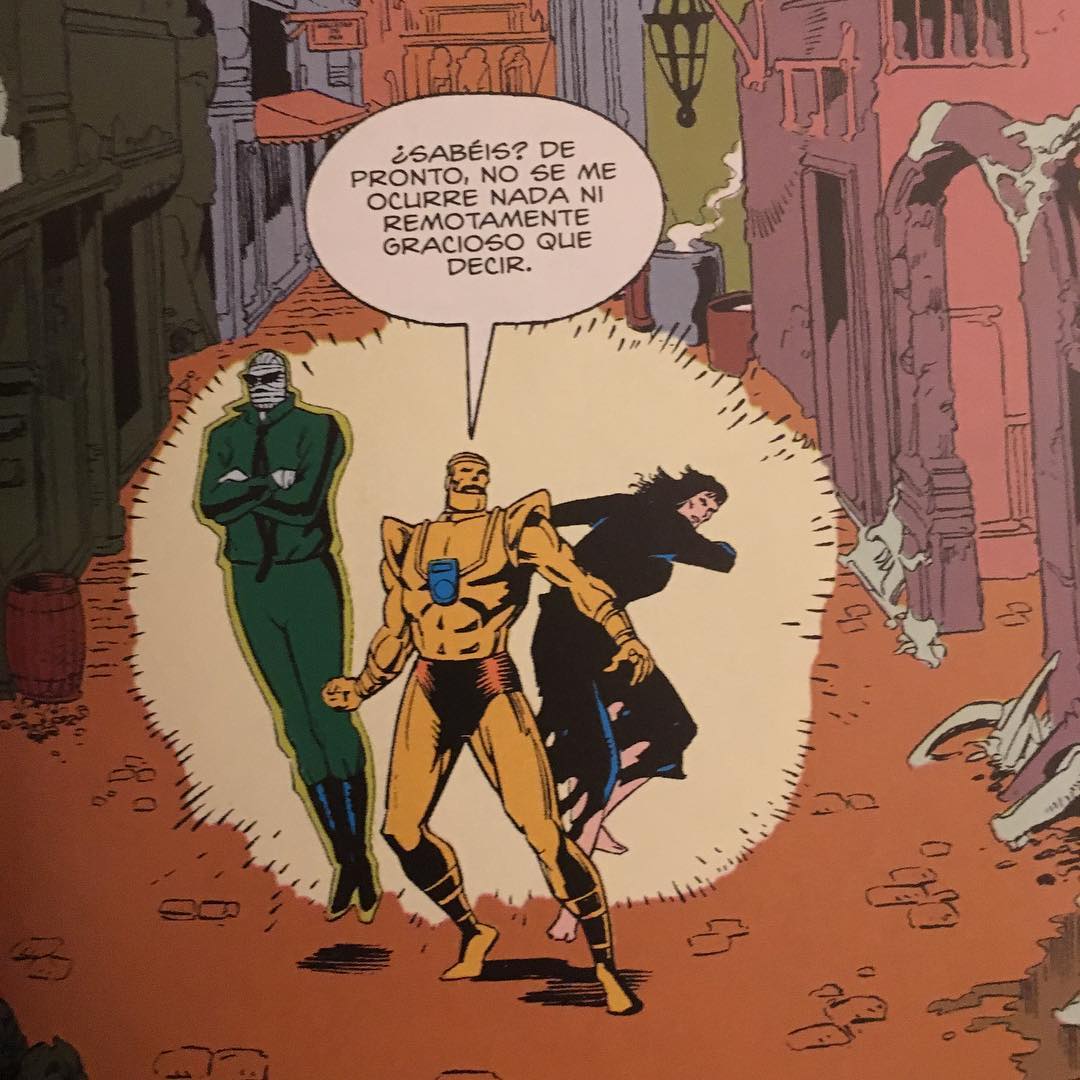 ¿SABÉIS? DE
PRONTO, NO SE ME
OCURRE NADA NI
REMOTAMENTE
GRACIOSO QUE
DECIR.